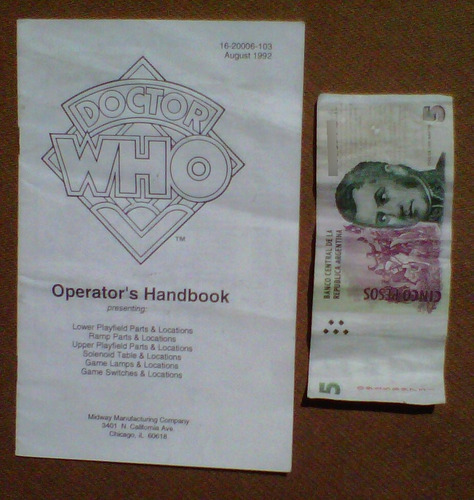 16-20006-103
August 1992
DOCTOR
WHO
TM
Operator's Handbook
presenting:
Lower Playfield Parts & Locations
Ramp Parts & Locations
Upper Playfield Parts & Locations
Solenoid Table & Locations
Game Lamps & Locations
Game Switches & Locations
Midway Manufacturing Company
3401 N. California Ave.
Chicago, IL 60618
5
BANCO CENTRAL DE LA
REPUBLICA ARGENTINA
CINCO PESOS
5